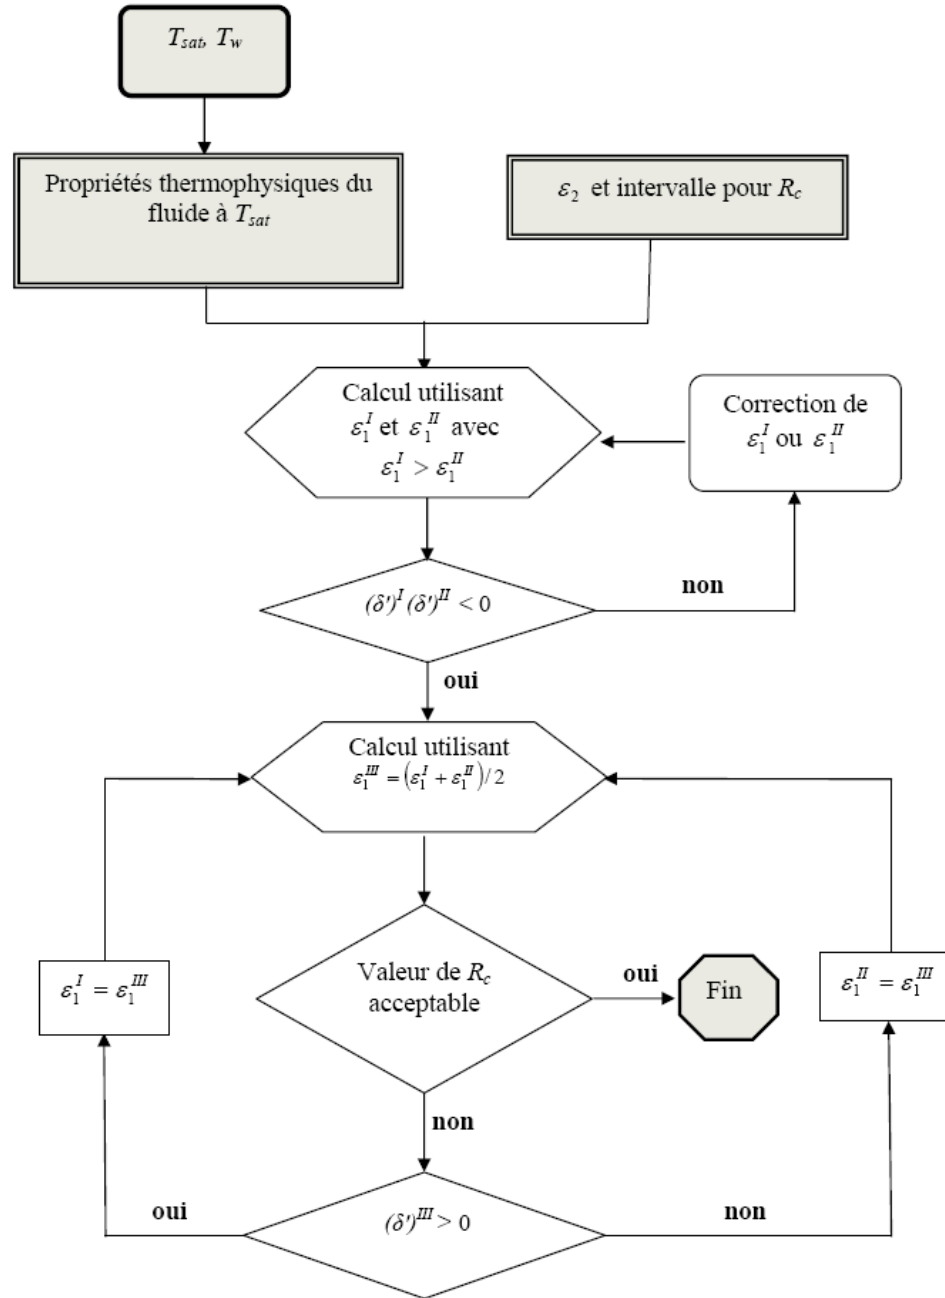 T_sat, T_w
Propriétés thermophysiques du
fluide à T_sat
ε_2 et intervalle pour R_c
Calcul utilisant
ε_1^I et ε_1^II avec
ε_1^I > ε_1^II
Correction de
ε_1^I ou ε_1^II
(δ')^I (δ')^II < 0
non
oui
Calcul utilisant
ε_1^III = (ε_1^I + ε_1^II)/2
ε_1^I = ε_1^III
Valeur de R_c
acceptable
oui
Fin
ε_1^II = ε_1^III
non
oui
(δ')^III > 0
non